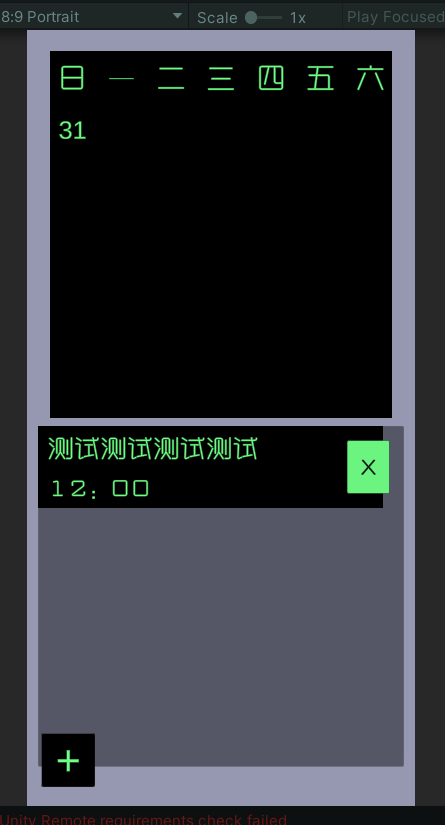 8:9 Portrait Scale 1x Play Focused
日 一 二 三 四 五 六
31
测试测试测试测试
12：00
X
+
Unity Remote requirements check failed